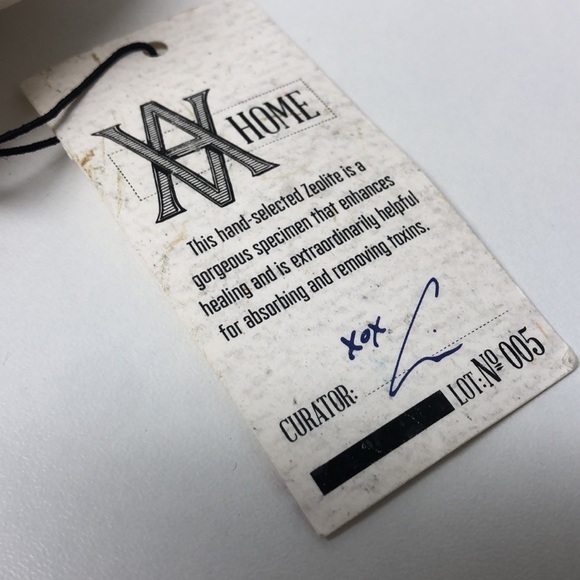 HOME
This hand-selected Zeolite is a
gorgeous specimen that enhances
healing and is extraordinarily helpful
for absorbing and removing toxins.
xox
CURATOR:
LOT: Nº 005